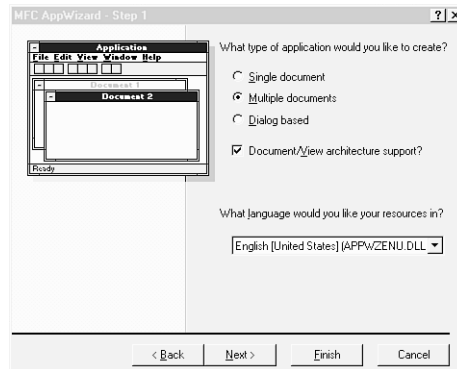 MFC AppWizard - Step 1
Application
File Edit View Window Help
Document 1
Document 2
Ready
What type of application would you like to create?
Single document
Multiple documents
Dialog based
Document/View architecture support?
What language would you like your resources in?
English [United States] (APPWZENU.DLL
< Back
Next >
Finish
Cancel